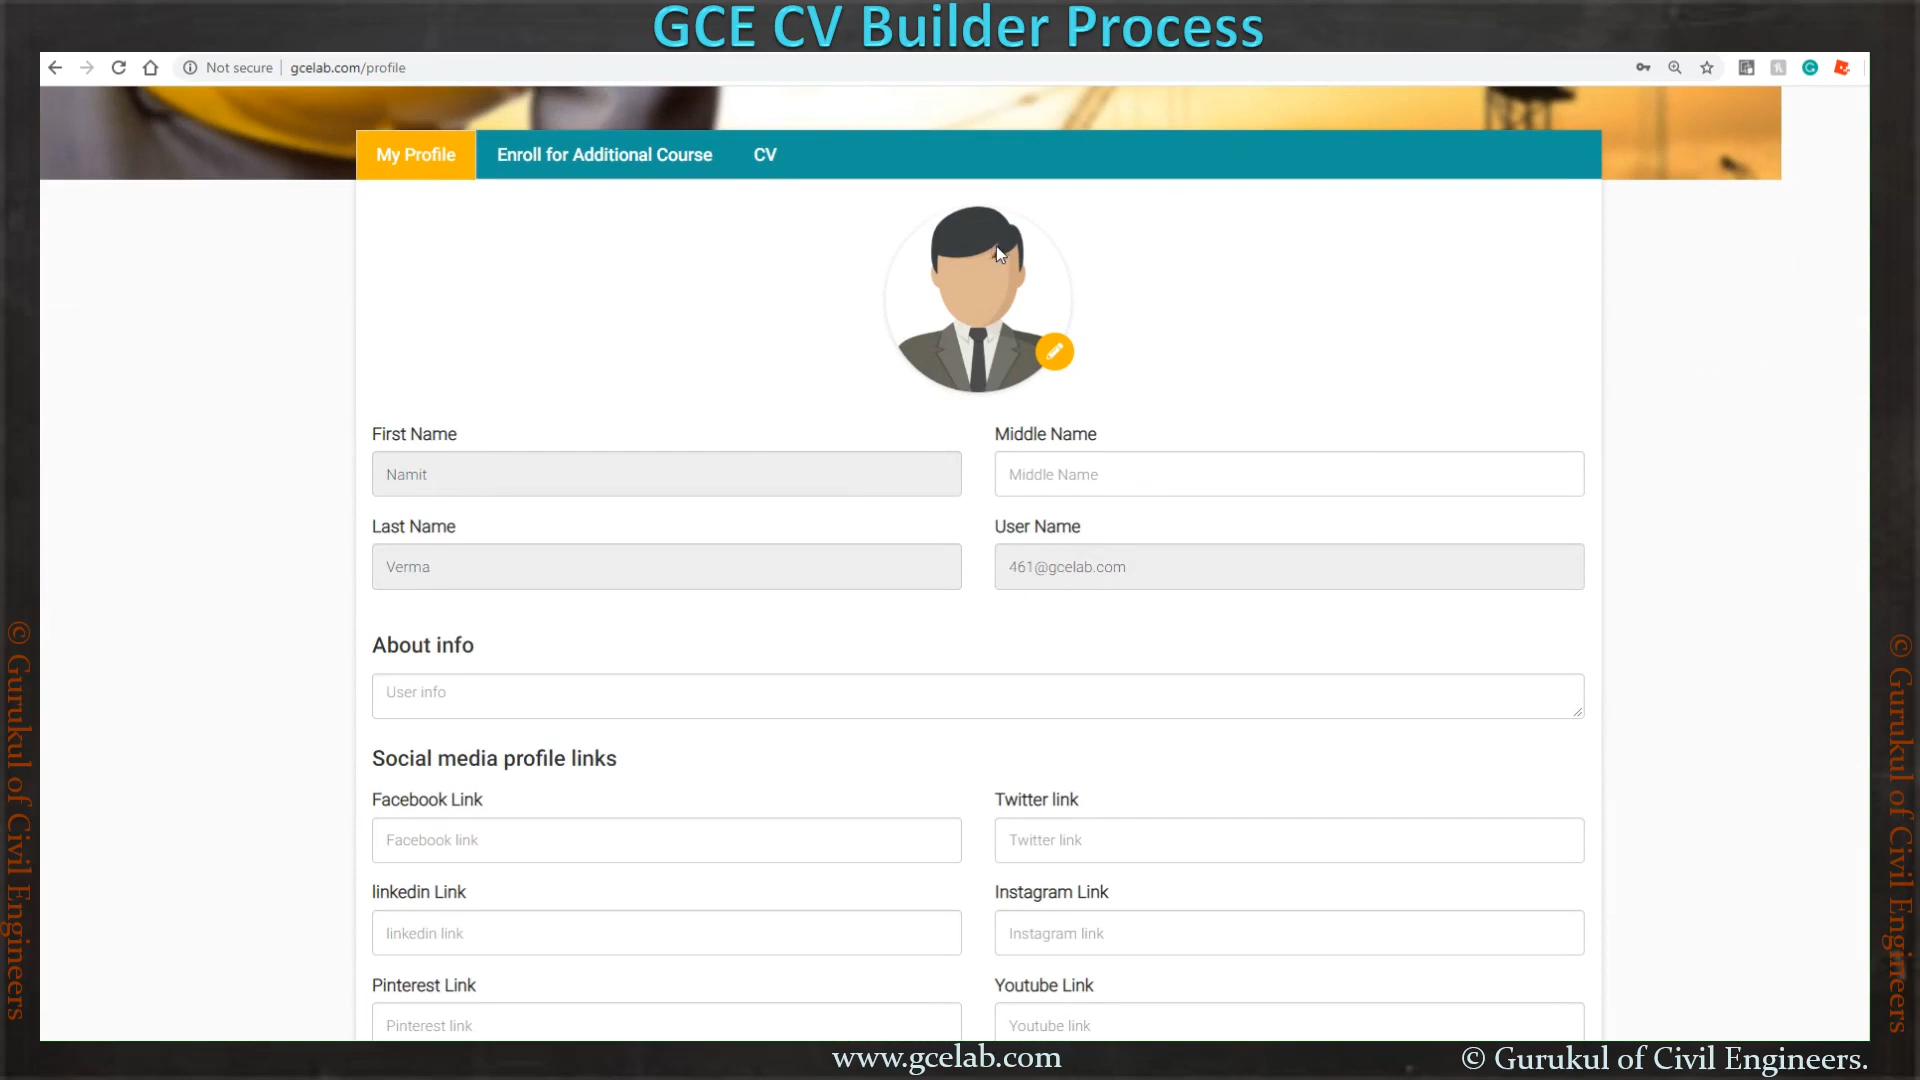 GCE CV Builder Process
Not secure | gcelab.com/profile
My Profile
Enroll for Additional Course
CV
First Name
Middle Name
Namit
Middle Name
Last Name
User Name
Verma
461@gcelab.com
About info
User info
Social media profile links
Facebook Link
Twitter link
Facebook link
Twitter link
linkedin Link
Instagram Link
linkedin link
Instagram link
Pinterest Link
Youtube Link
Pinterest link
Youtube link
© Gurukul of Civil Engineers
© Gurukul of Civil Engineers
www.gcelab.com
© Gurukul of Civil Engineers.